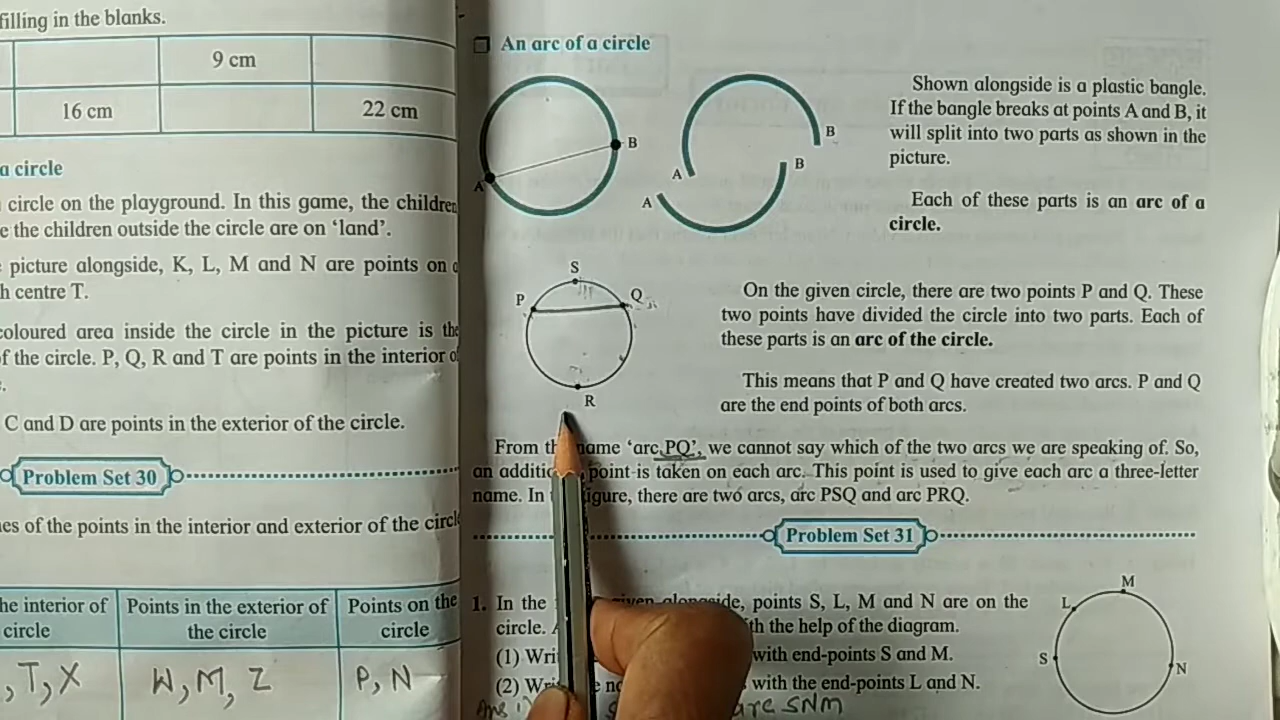 filling in the blanks.
9 cm
16 cm
22 cm
a circle
circle on the playground. In this game, the children
e the children outside the circle are on ‘land’.
picture alongside, K, L, M and N are points on
h centre T.
coloured area inside the circle in the picture is the
of the circle. P, Q, R and T are points in the interior
C and D are points in the exterior of the circle.
Problem Set 30
es of the points in the interior and exterior of the circle
he interior of
circle
Points in the exterior of
the circle
Points on the
circle
, T, X
W, M, Z
P, N
An arc of a circle
A
B
A
B
A
B
Shown alongside is a plastic bangle.
If the bangle breaks at points A and B, it
will split into two parts as shown in the
picture.
Each of these parts is an arc of a
circle.
S
P
Q
R
On the given circle, there are two points P and Q. These
two points have divided the circle into two parts. Each of
these parts is an arc of the circle.
This means that P and Q have created two arcs. P and Q
are the end points of both arcs.
From name ‘arc PQ’, we cannot say which of the two arcs we are speaking of. So,
an point is taken on each arc. This point is used to give each arc a three-letter
name. In there are two arcs, arc PSQ and arc PRQ.
Problem Set 31
1. In the given alongside, points S, L, M and N are on the
circle. the help of the diagram.
(1) with end-points S and M.
(2) with the end-points L and N.
Ans arc SNM
L
M
S
N